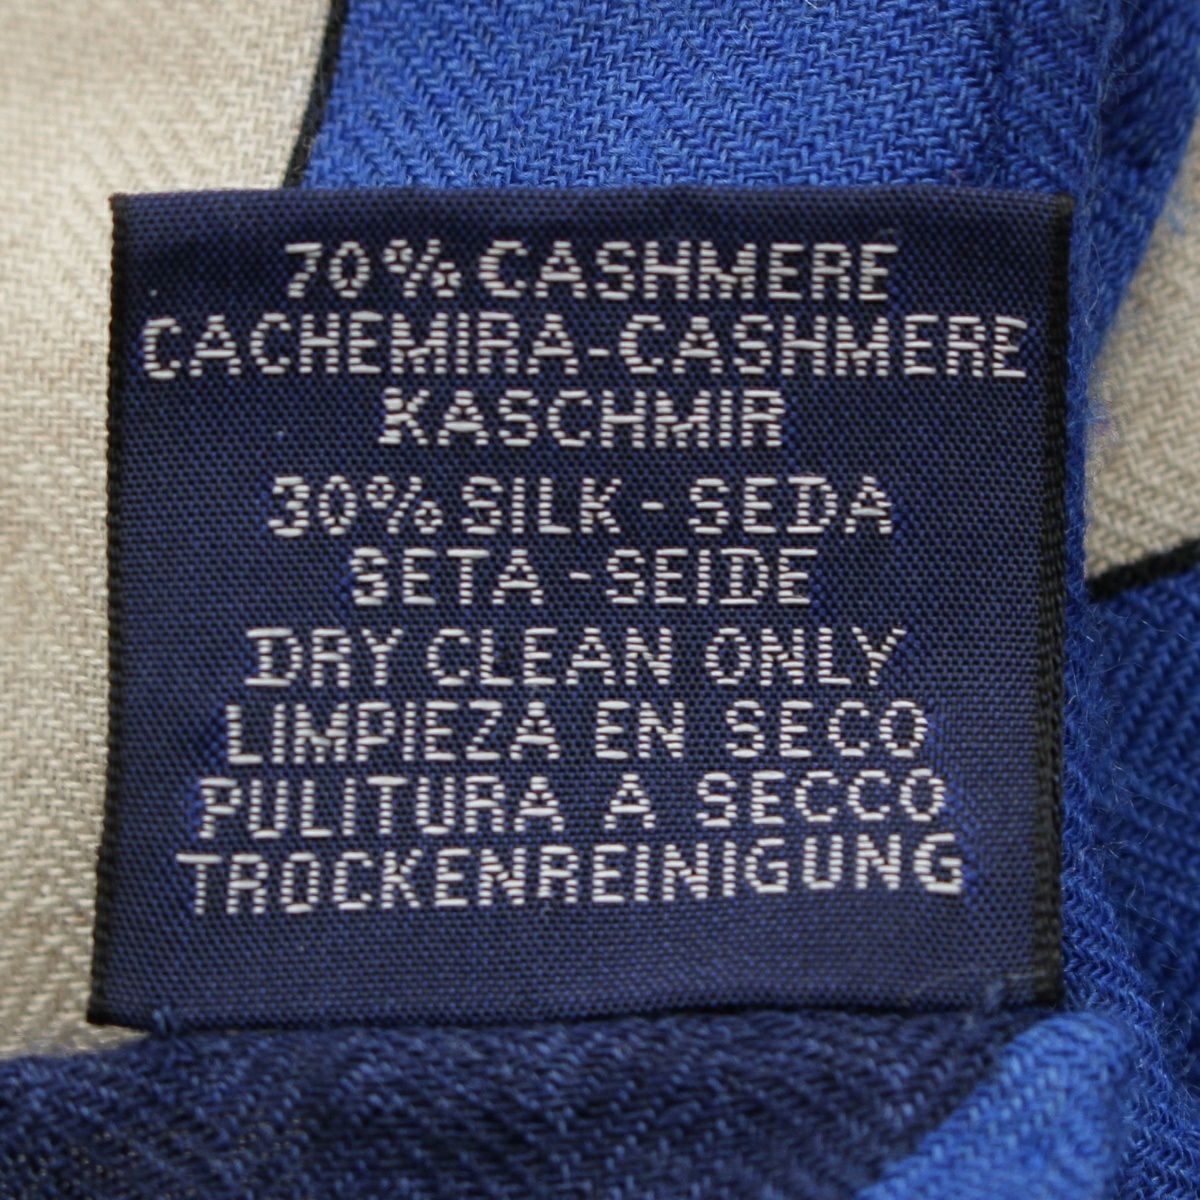 70% CASHMERE
CACHEMIRA-CASHMERE
KASCHMIR
30% SILK - SEDA
SETA - SEIDE
DRY CLEAN ONLY
LIMPIEZA EN SECO
PULITURA A SECCO
TROCKENREINIGUNG